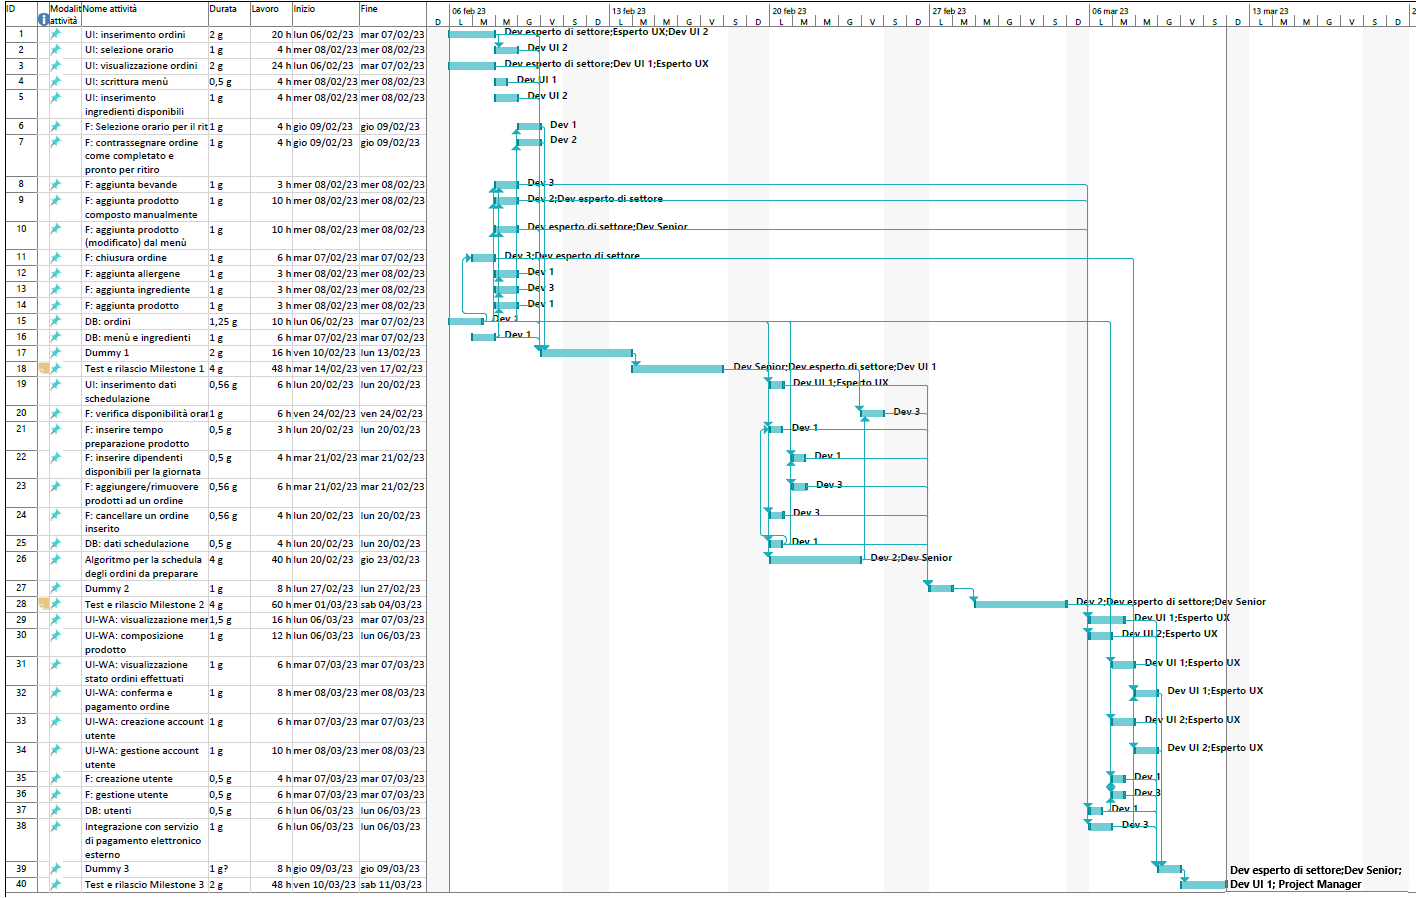 ID Modalit attività Nome attività Durata Lavoro Inizio Fine
06 feb 23 13 feb 23 20 feb 23 27 feb 23 06 mar 23 13 mar 23
D L M M G V S D L M M G V S D L M M G V S D L M M G V S D L M M G V S D L M M G V S D
1 UI: inserimento ordini 2 g 20 h lun 06/02/23 mar 07/02/23 Dev esperto di settore;Esperto UX;Dev UI 2
2 UI: selezione orario 1 g 4 h mer 08/02/23 mer 08/02/23 Dev UI 2
3 UI: visualizzazione ordini 2 g 24 h lun 06/02/23 mar 07/02/23 Dev esperto di settore;Dev UI 1;Esperto UX
4 UI: scrittura menù 0,5 g 4 h mer 08/02/23 mer 08/02/23 Dev UI 1
5 UI: inserimento 1 g 4 h mer 08/02/23 mer 08/02/23 Dev UI 2
ingredienti disponibili
6 F: Selezione orario per il rit 1 g 4 h gio 09/02/23 gio 09/02/23 Dev 1
7 F: contrassegnare ordine 1 g 4 h gio 09/02/23 gio 09/02/23 Dev 2
come completato e
pronto per ritiro
8 F: aggiunta bevande 1 g 3 h mer 08/02/23 mer 08/02/23 Dev 3
9 F: aggiunta prodotto 1 g 10 h mer 08/02/23 mer 08/02/23 Dev 2;Dev esperto di settore
composto manualmente
10 F: aggiunta prodotto 1 g 10 h mer 08/02/23 mer 08/02/23 Dev esperto di settore;Dev Senior
(modificato) dal menù
11 F: chiusura ordine 1 g 6 h mar 07/02/23 mar 07/02/23 Dev 3;Dev esperto di settore
12 F: aggiunta allergene 1 g 3 h mer 08/02/23 mer 08/02/23 Dev 1
13 F: aggiunta ingrediente 1 g 3 h mer 08/02/23 mer 08/02/23 Dev 3
14 F: aggiunta prodotto 1 g 3 h mer 08/02/23 mer 08/02/23 Dev 1
15 DB: ordini 1,25 g 10 h lun 06/02/23 mar 07/02/23 Dev 1
16 DB: menù e ingredienti 1 g 6 h mar 07/02/23 mar 07/02/23 Dev 1
17 Dummy 1 2 g 16 h ven 10/02/23 lun 13/02/23
18 Test e rilascio Milestone 1 4 g 48 h mar 14/02/23 ven 17/02/23 Dev Senior;Dev esperto di settore;Dev UI 1
19 UI: inserimento dati 0,56 g 6 h lun 20/02/23 lun 20/02/23 Dev UI 1;Esperto UX
schedulazione
20 F: verifica disponibilità orar 1 g 6 h ven 24/02/23 ven 24/02/23 Dev 3
21 F: inserire tempo 0,5 g 3 h lun 20/02/23 lun 20/02/23 Dev 1
preparazione prodotto
22 F: inserire dipendenti 0,5 g 4 h mar 21/02/23 mar 21/02/23 Dev 1
disponibili per la giornata
23 F: aggiungere/rimuovere 0,56 g 6 h mar 21/02/23 mar 21/02/23 Dev 3
prodotti ad un ordine
24 F: cancellare un ordine 0,56 g 4 h lun 20/02/23 lun 20/02/23 Dev 3
inserito
25 DB: dati schedulazione 0,5 g 4 h lun 20/02/23 lun 20/02/23 Dev 1
26 Algoritmo per la schedula 4 g 40 h lun 20/02/23 gio 23/02/23 Dev 2;Dev Senior
degli ordini da preparare
27 Dummy 2 1 g 8 h lun 27/02/23 lun 27/02/23
28 Test e rilascio Milestone 2 4 g 60 h mer 01/03/23 sab 04/03/23 Dev 2;Dev esperto di settore;Dev Senior
29 UI-WA: visualizzazione mer 1,5 g 16 h lun 06/03/23 mar 07/03/23 Dev UI 1;Esperto UX
30 UI-WA: composizione 1 g 12 h lun 06/03/23 lun 06/03/23 Dev UI 2;Esperto UX
prodotto
31 UI-WA: visualizzazione 1 g 6 h mar 07/03/23 mar 07/03/23 Dev UI 1;Esperto UX
stato ordini effettuati
32 UI-WA: conferma e 1 g 8 h mer 08/03/23 mer 08/03/23 Dev UI 1;Esperto UX
pagamento ordine
33 UI-WA: creazione account 1 g 6 h mar 07/03/23 mar 07/03/23 Dev UI 2;Esperto UX
utente
34 UI-WA: gestione account 1 g 10 h mer 08/03/23 mer 08/03/23 Dev UI 2;Esperto UX
utente
35 F: creazione utente 0,5 g 4 h mar 07/03/23 mar 07/03/23 Dev 1
36 F: gestione utente 0,5 g 6 h mar 07/03/23 mar 07/03/23 Dev 3
37 DB: utenti 0,5 g 6 h lun 06/03/23 lun 06/03/23 Dev 1
38 Integrazione con servizio 1 g 6 h lun 06/03/23 lun 06/03/23 Dev 3
di pagamento elettronico
esterno
39 Dummy 3 1 g? 8 h gio 09/03/23 gio 09/03/23 Dev esperto di settore;Dev Senior;
40 Test e rilascio Milestone 3 2 g 48 h ven 10/03/23 sab 11/03/23 Dev UI 1; Project Manager